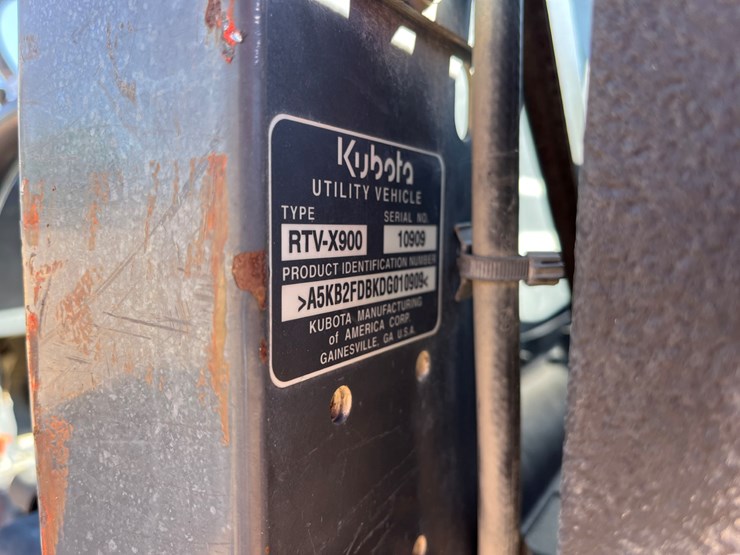 Kubota
UTILITY VEHICLE
TYPE SERIAL NO.
RTV-X900 10909
PRODUCT IDENTIFICATION NUMBER
>A5KB2FDBKDG010909<
KUBOTA MANUFACTURING
of AMERICA CORP.
GAINESVILLE, GA U.S.A.